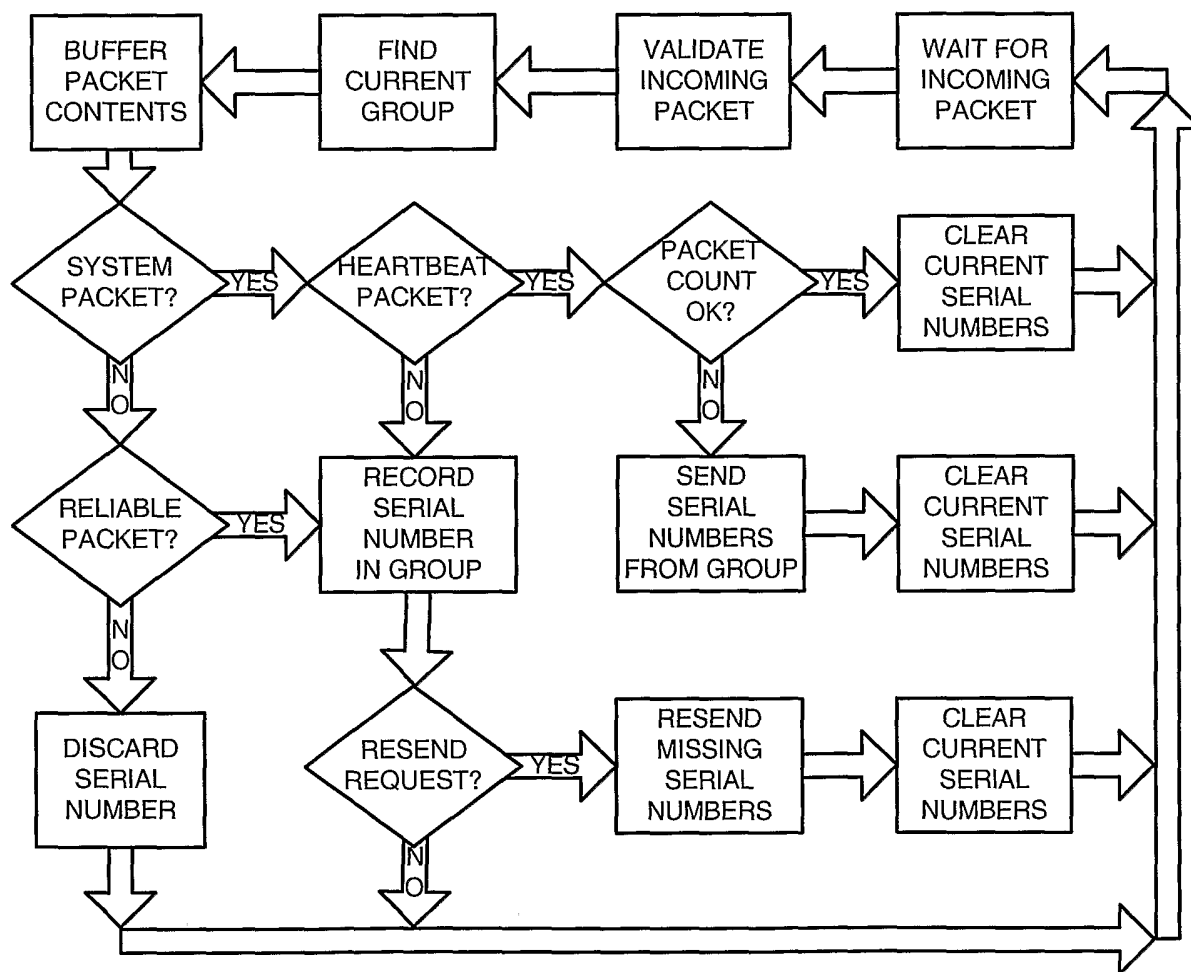 BUFFER
PACKET
CONTENTS
FIND
CURRENT
GROUP
VALIDATE
INCOMING
PACKET
WAIT FOR
INCOMING
PACKET
SYSTEM
PACKET?
YES
HEARTBEAT
PACKET?
YES
PACKET
COUNT
OK?
YES
CLEAR
CURRENT
SERIAL
NUMBERS
NO
NO
NO
RELIABLE
PACKET?
YES
RECORD
SERIAL
NUMBER
IN GROUP
SEND
SERIAL
NUMBERS
FROM GROUP
CLEAR
CURRENT
SERIAL
NUMBERS
NO
DISCARD
SERIAL
NUMBER
RESEND
REQUEST?
YES
RESEND
MISSING
SERIAL
NUMBERS
CLEAR
CURRENT
SERIAL
NUMBERS
NO